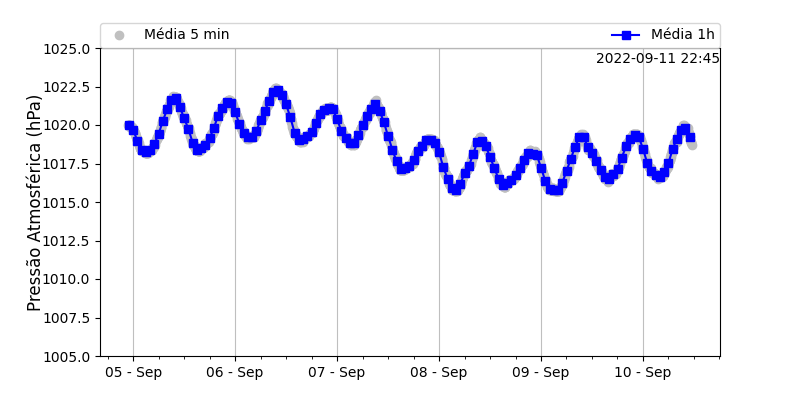 Média 5 min
Média 1h
2022-09-11 22:45
Pressão Atmosférica (hPa)
1025.0
1022.5
1020.0
1017.5
1015.0
1012.5
1010.0
1007.5
1005.0
05 - Sep
06 - Sep
07 - Sep
08 - Sep
09 - Sep
10 - Sep